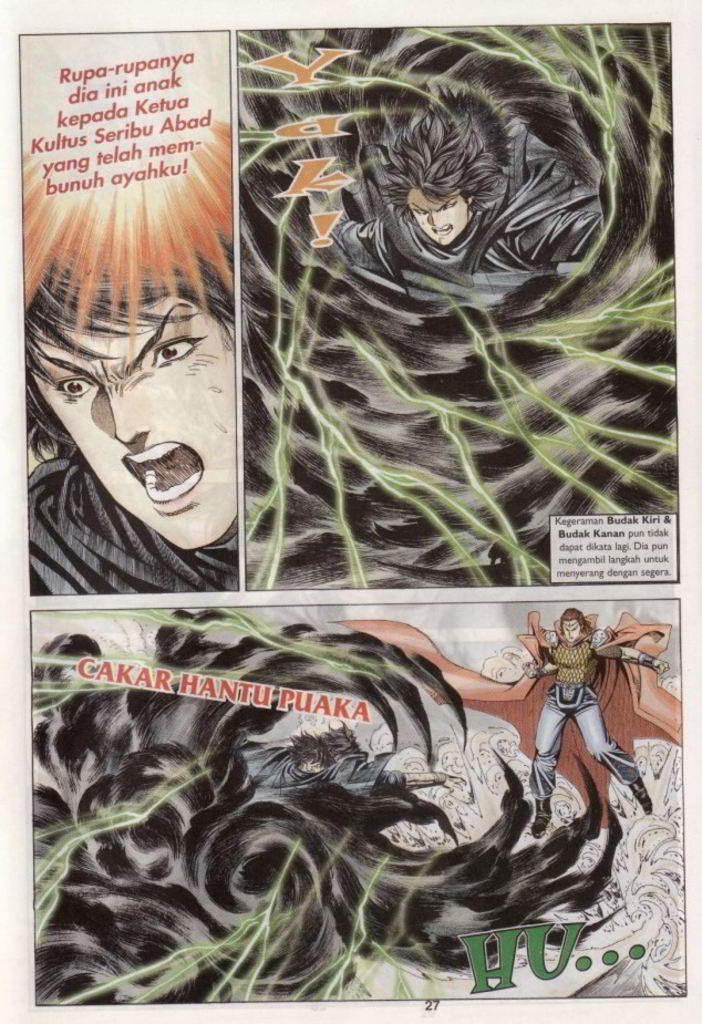 Rupa-rupanya
dia ini anak
kepada Ketua
Kultus Seribu Abad
yang telah mem-
bunuh ayahku!
Yak!
Kegeraman Budak Kiri &
Budak Kanan pun tidak
dapat dikata lagi. Dia pun
mengambil langkah untuk
menyerang dengan segera.
CAKAR HANTU PUAKA
HU...
27